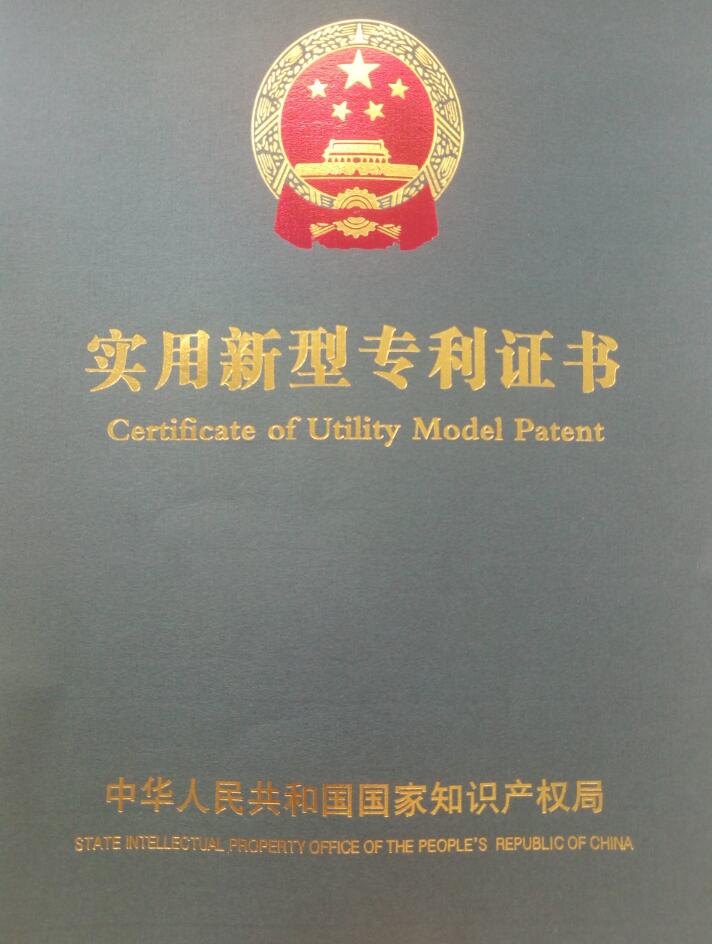 实用新型专利证书
Certificate of Utility Model Patent
中华人民共和国国家知识产权局
STATE INTELLECTUAL PROPERTY OFFICE OF THE PEOPLE'S REPUBLIC OF CHINA